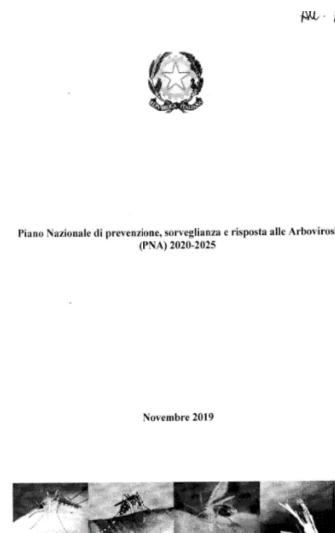 Piano Nazionale di prevenzione, sorveglianza e risposta alle Arbovirosi
(PNA) 2020-2025
Novembre 2019